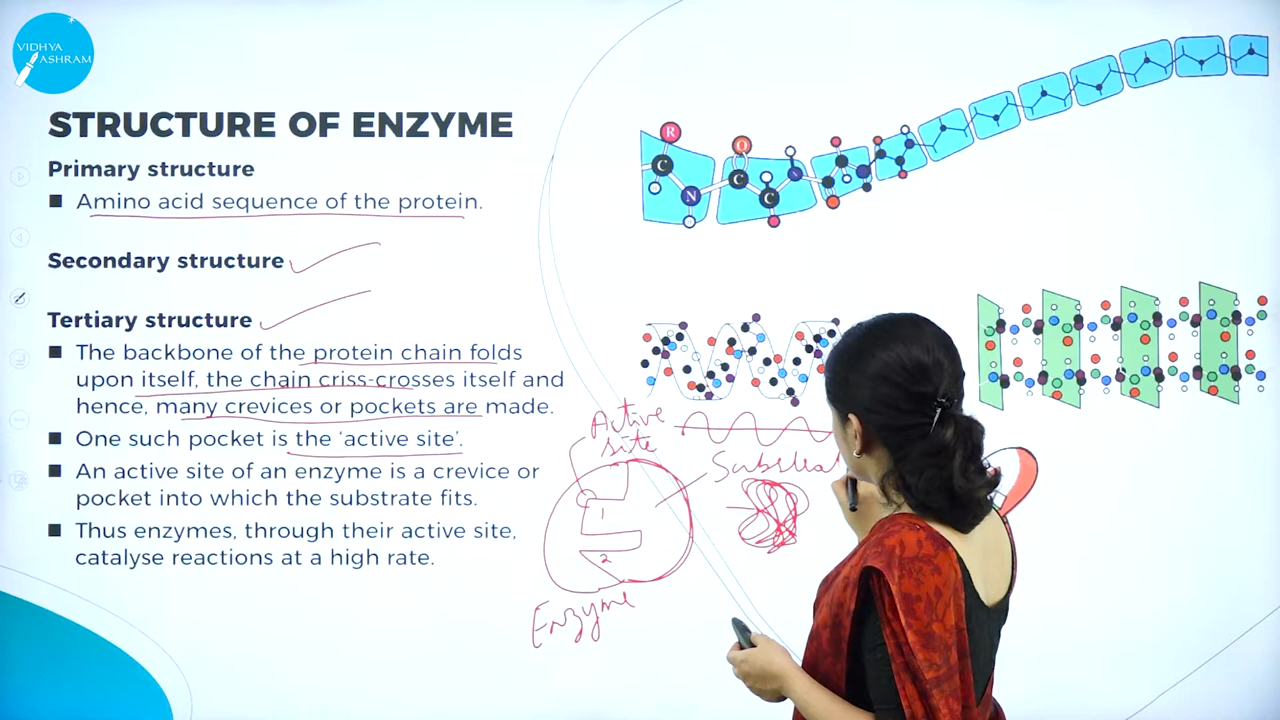 VIDHYA
ASHRAM
STRUCTURE OF ENZYME
Primary structure
■ Amino acid sequence of the protein.
Secondary structure
Tertiary structure
■ The backbone of the protein chain folds
upon itself, the chain criss-crosses itself and
hence, many crevices or pockets are made.
■ One such pocket is the ‘active site’.
■ An active site of an enzyme is a crevice or
pocket into which the substrate fits.
■ Thus enzymes, through their active site,
catalyse reactions at a high rate.
R
C
N
O
C
C
N
Active
site
1
2
Enzyme